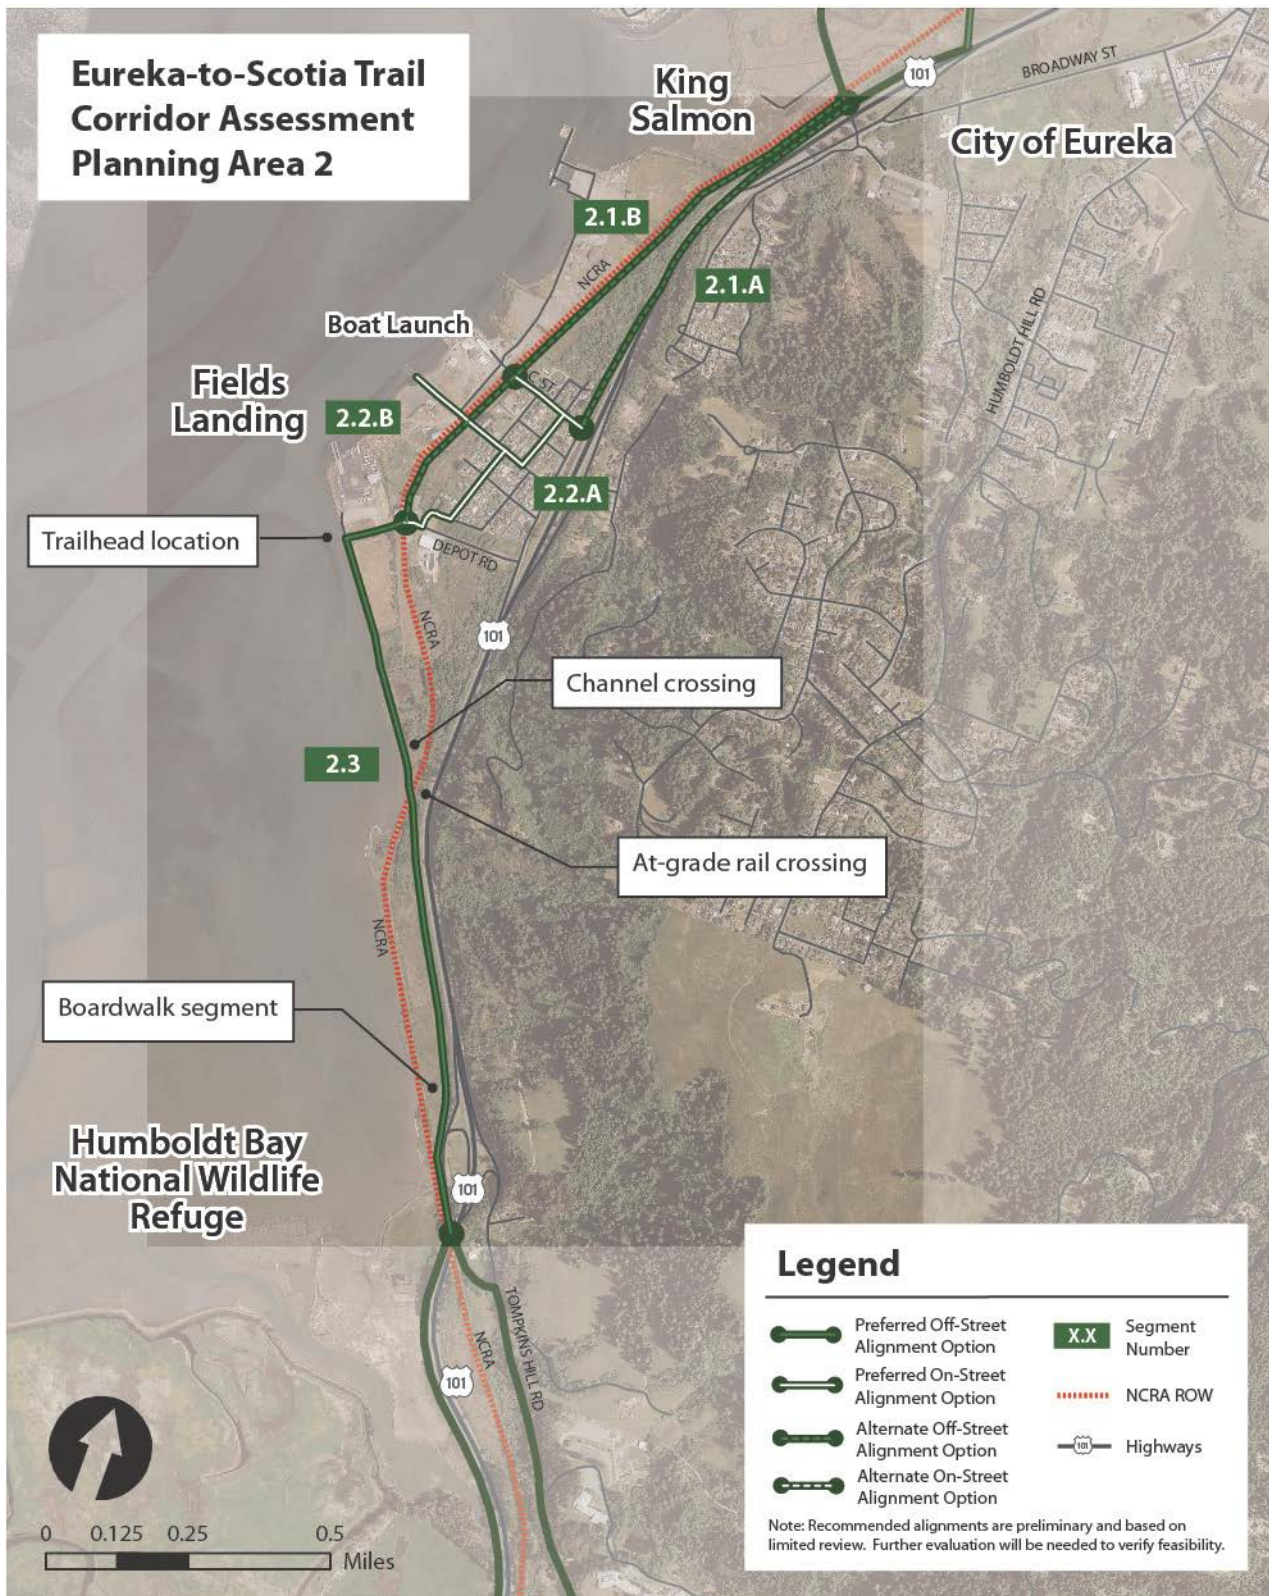 Eureka-to-Scotia Trail
Corridor Assessment
Planning Area 2
King
Salmon
101
BROADWAY ST
City of Eureka
2.1.B
NCRA
2.1.A
HUMBOLDT HILL RD
Boat Launch
Fields
Landing
C ST
2.2.B
2.2.A
Trailhead location
DEPOT RD
NCRA
101
Channel crossing
2.3
At-grade rail crossing
NCRA
Boardwalk segment
Humboldt Bay
National Wildlife
Refuge
101
TOMPKINS HILL RD
NCRA
101
0 0.125 0.25 0.5
Miles
Legend
Preferred Off-Street
Alignment Option
Preferred On-Street
Alignment Option
Alternate Off-Street
Alignment Option
Alternate On-Street
Alignment Option
X.X
Segment
Number
NCRA ROW
101
Highways
Note: Recommended alignments are preliminary and based on
limited review. Further evaluation will be needed to verify feasibility.